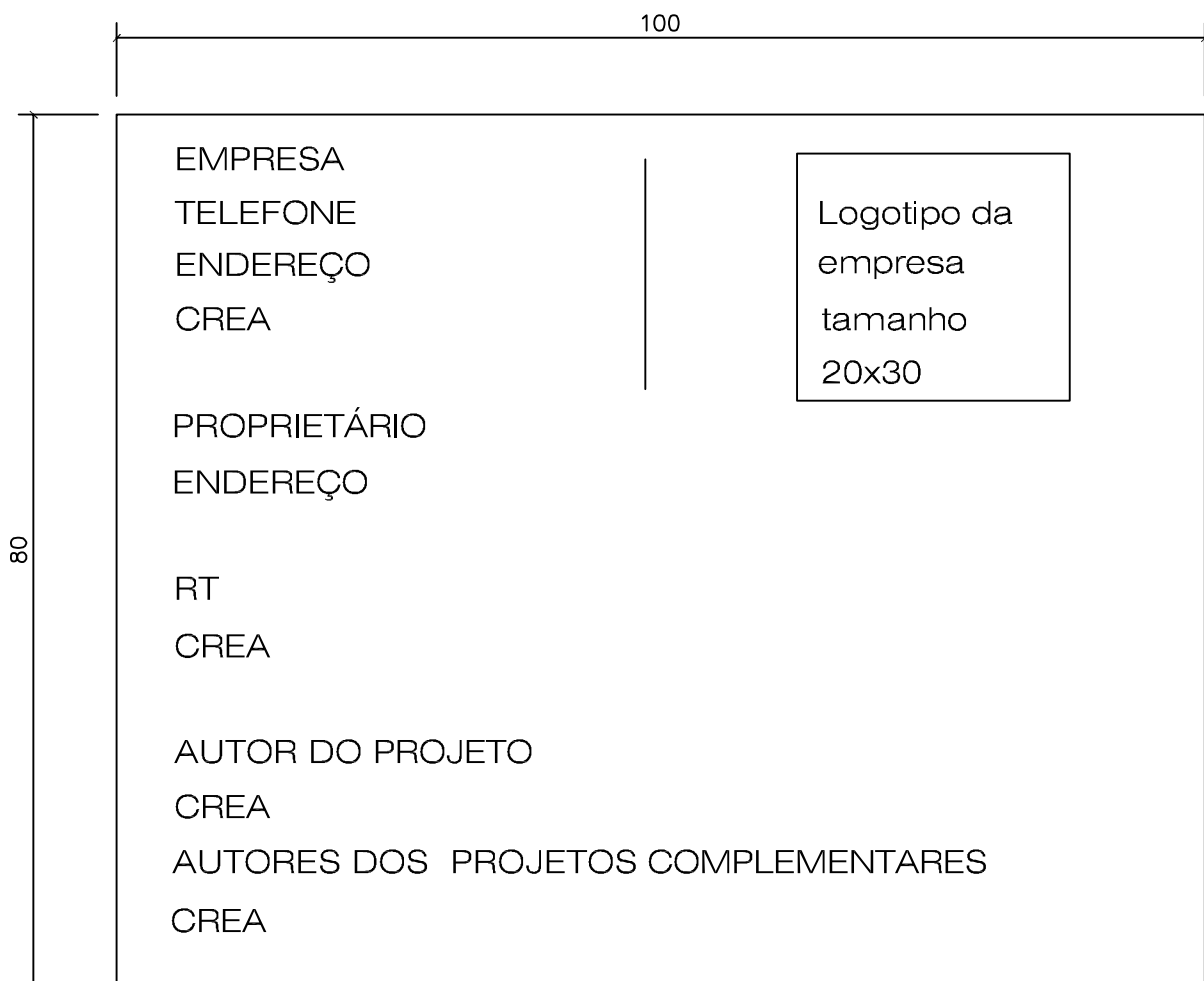 100
80
EMPRESA
TELEFONE
ENDEREÇO
CREA
Logotipo da
empresa
tamanho
20x30
PROPRIETÁRIO
ENDEREÇO
RT
CREA
AUTOR DO PROJETO
CREA
AUTORES DOS PROJETOS COMPLEMENTARES
CREA